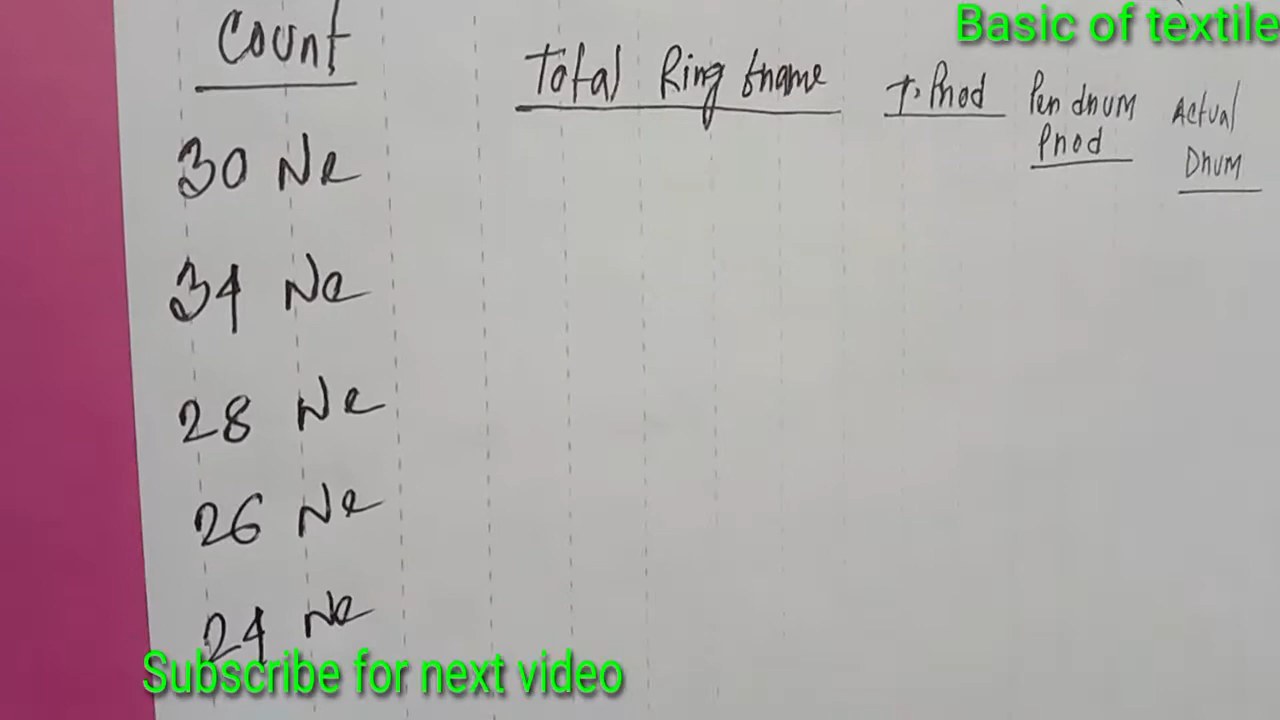 Basic of textile
Count
Total Ring frame
T. Prod
Per drum
Prod
Actual
Drum
30 Ne
34 Ne
28 Ne
26 Ne
24 Ne
Subscribe for next video